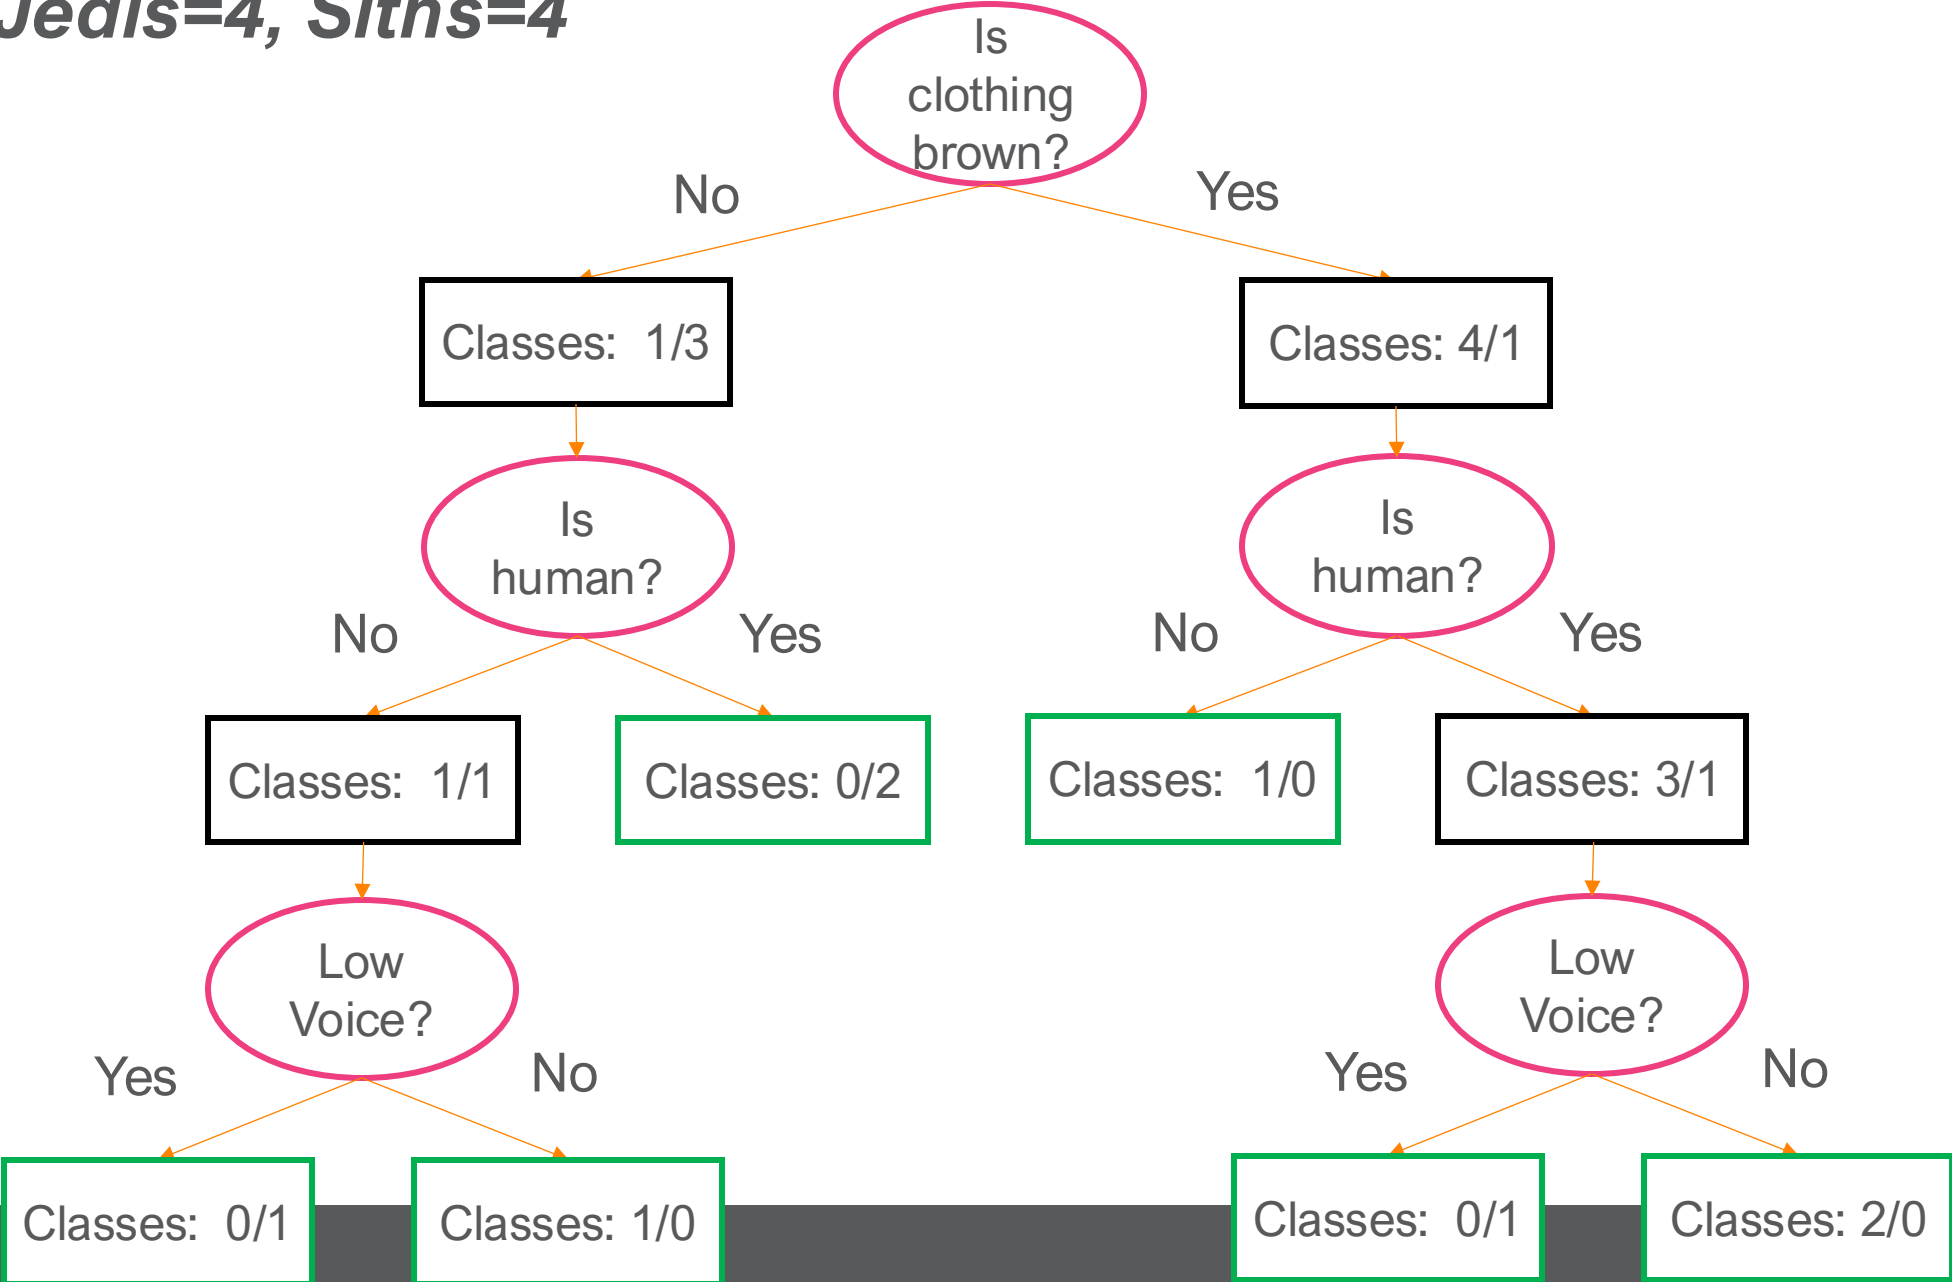 Jedis=4, Siths=4
Is
clothing
brown?
No
Yes
Classes: 1/3
Classes: 4/1
Is
human?
Is
human?
No
Yes
No
Yes
Classes: 1/1
Classes: 0/2
Classes: 1/0
Classes: 3/1
Low
Voice?
Low
Voice?
Yes
No
Yes
No
Classes: 0/1
Classes: 1/0
Classes: 0/1
Classes: 2/0